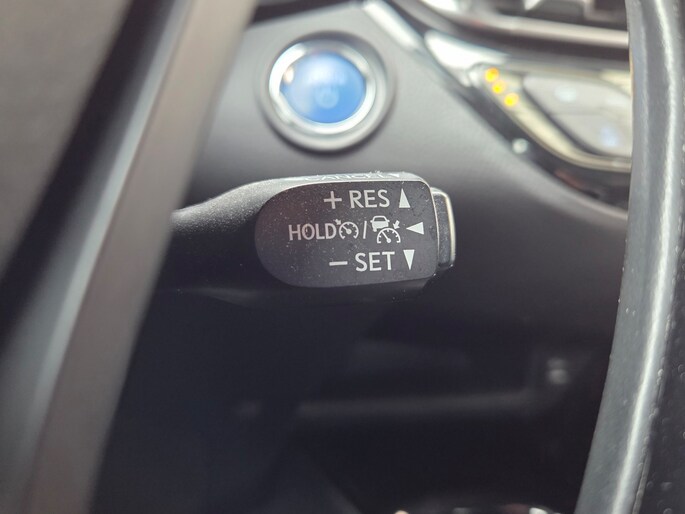 + RES
HOLD /
− SET